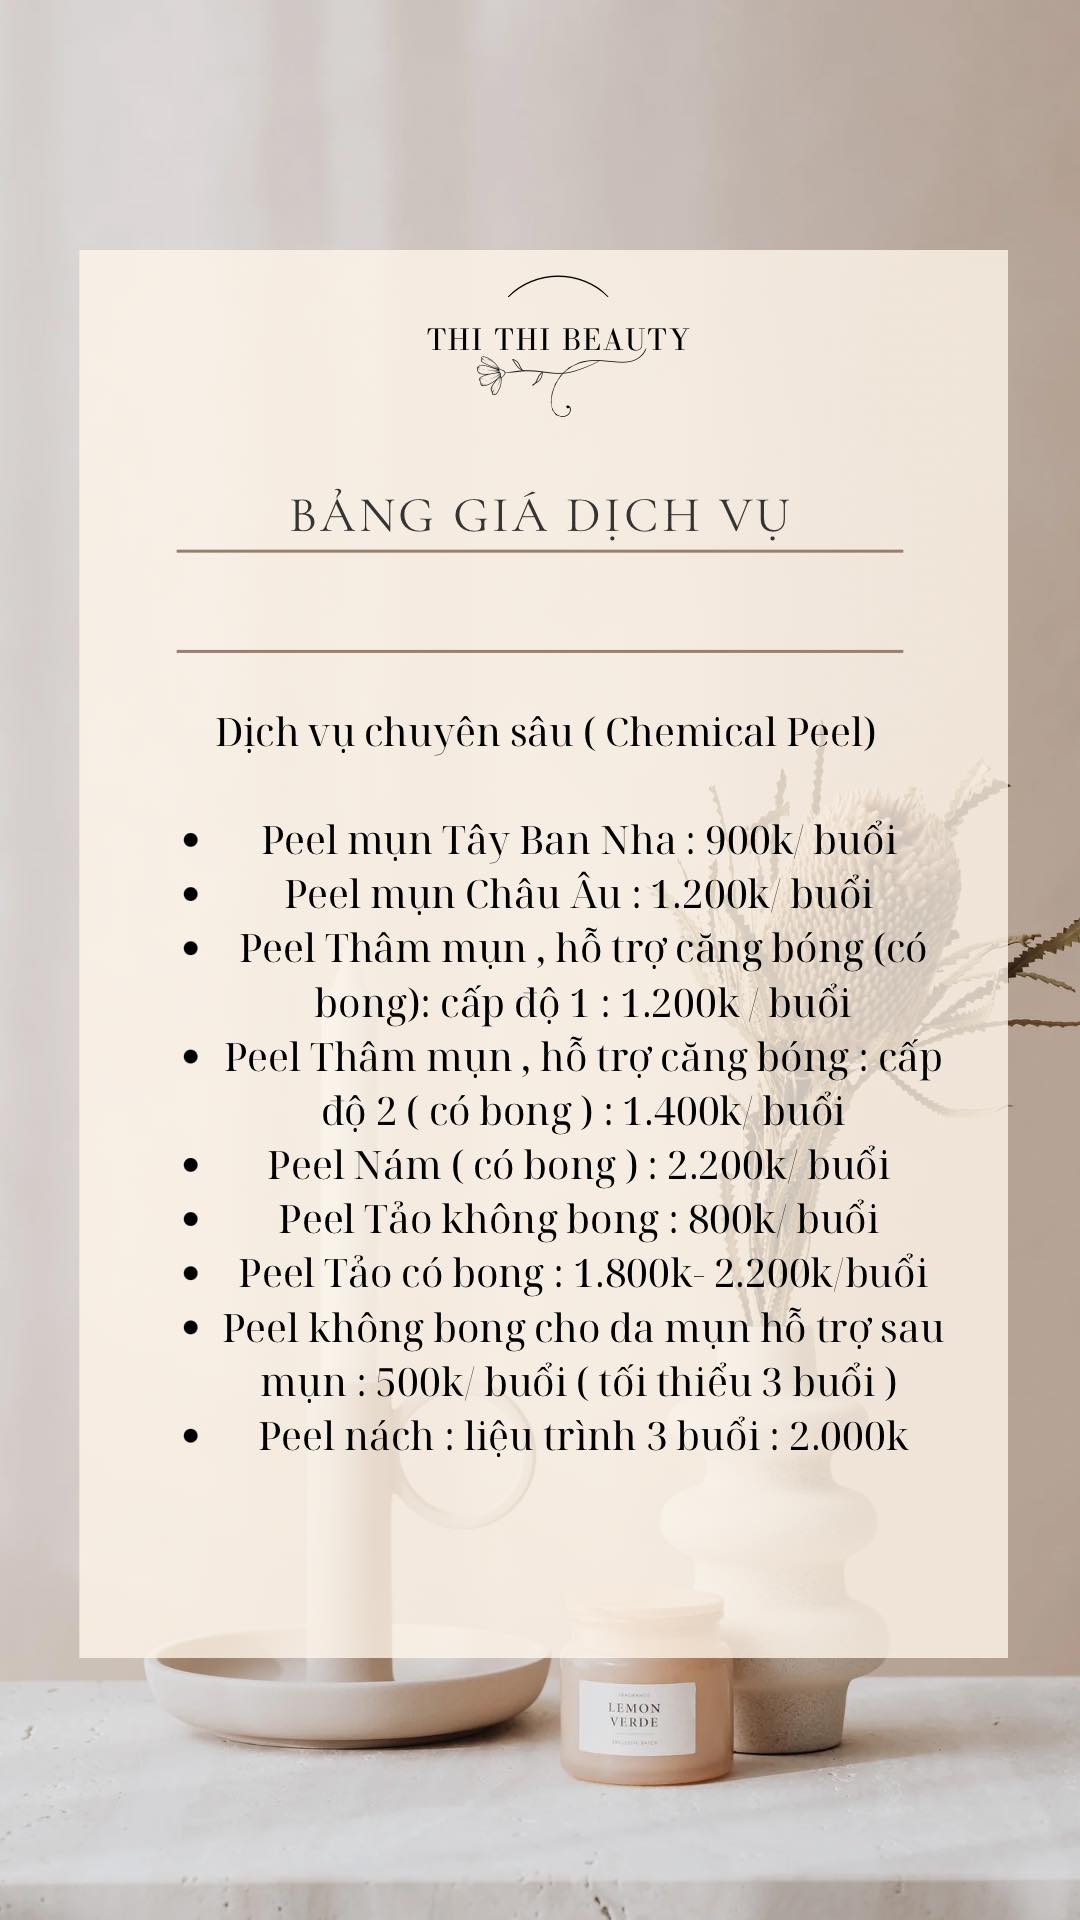 THI THI BEAUTY
BẢNG GIÁ DỊCH VỤ
Dịch vụ chuyên sâu ( Chemical Peel)
• Peel mụn Tây Ban Nha : 900k/ buổi
• Peel mụn Châu Âu : 1.200k/ buổi
• Peel Thâm mụn , hỗ trợ căng bóng (có
bong): cấp độ 1 : 1.200k / buổi
• Peel Thâm mụn , hỗ trợ căng bóng : cấp
độ 2 ( có bong ) : 1.400k/ buổi
• Peel Nám ( có bong ) : 2.200k/ buổi
• Peel Tảo không bong : 800k/ buổi
• Peel Tảo có bong : 1.800k- 2.200k/buổi
• Peel không bong cho da mụn hỗ trợ sau
mụn : 500k/ buổi ( tối thiểu 3 buổi )
• Peel nách : liệu trình 3 buổi : 2.000k
LEMON
VERDE